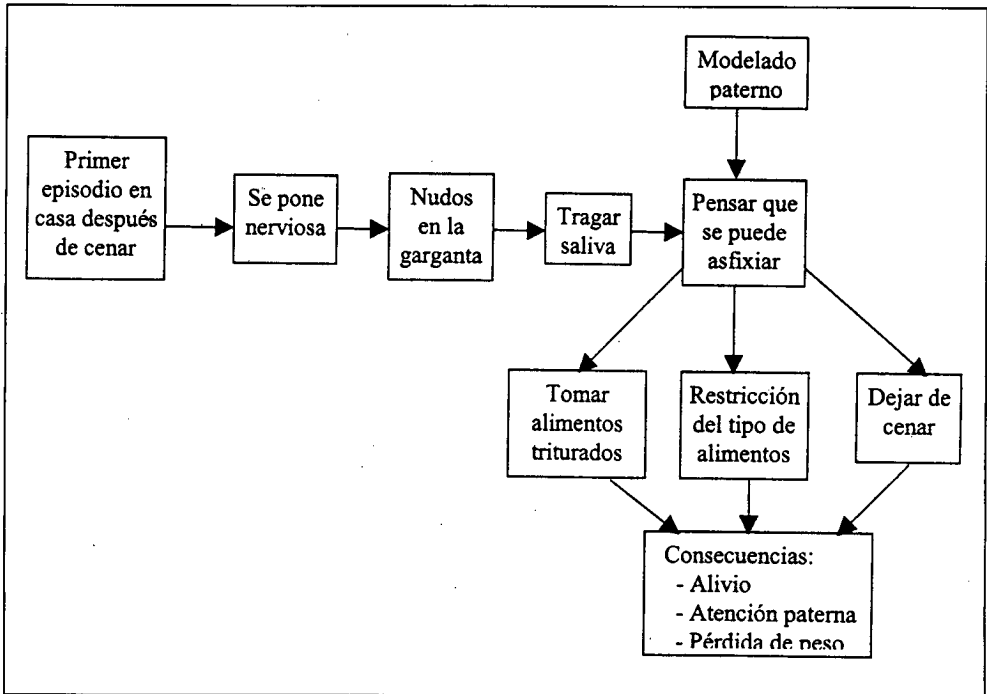 Modelado
paterno
Primer
episodio en
casa después
de cenar
Se pone
nerviosa
Nudos
en la
garganta
Tragar
saliva
Pensar que
se puede
asfixiar
Tomar
alimentos
triturados
Restricción
del tipo de
alimentos
Dejar de
cenar
Consecuencias:
- Alivio
- Atención paterna
- Pérdida de peso